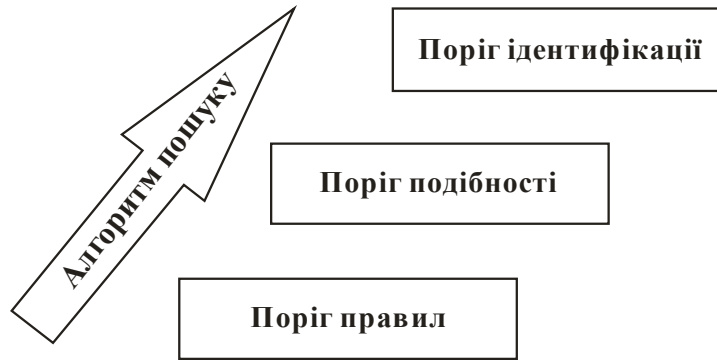 Поріг ідентифікації
Алгоритм пошуку
Поріг подібності
Поріг правил